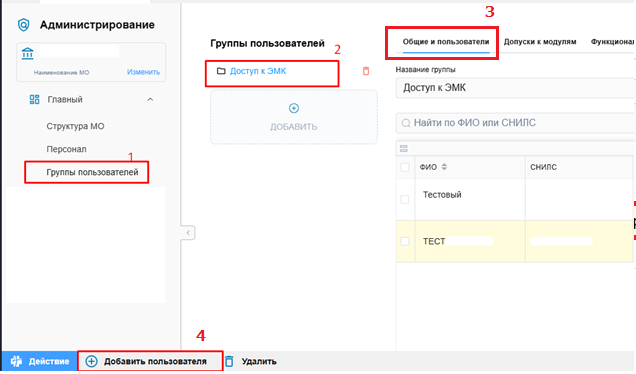 Администрирование
Наименование МО
Изменить
Главный
Структура МО
Персонал
1
Группы пользователей
Группы пользователей
2
Доступ к ЭМК
ДОБАВИТЬ
3
Общие и пользователи
Допуски к модулям
Название группы
Доступ к ЭМК
Найти по ФИО или СНИЛС
ФИО
СНИЛС
Тестовый
ТЕСТ
4
Действие
Добавить пользователя
Удалить